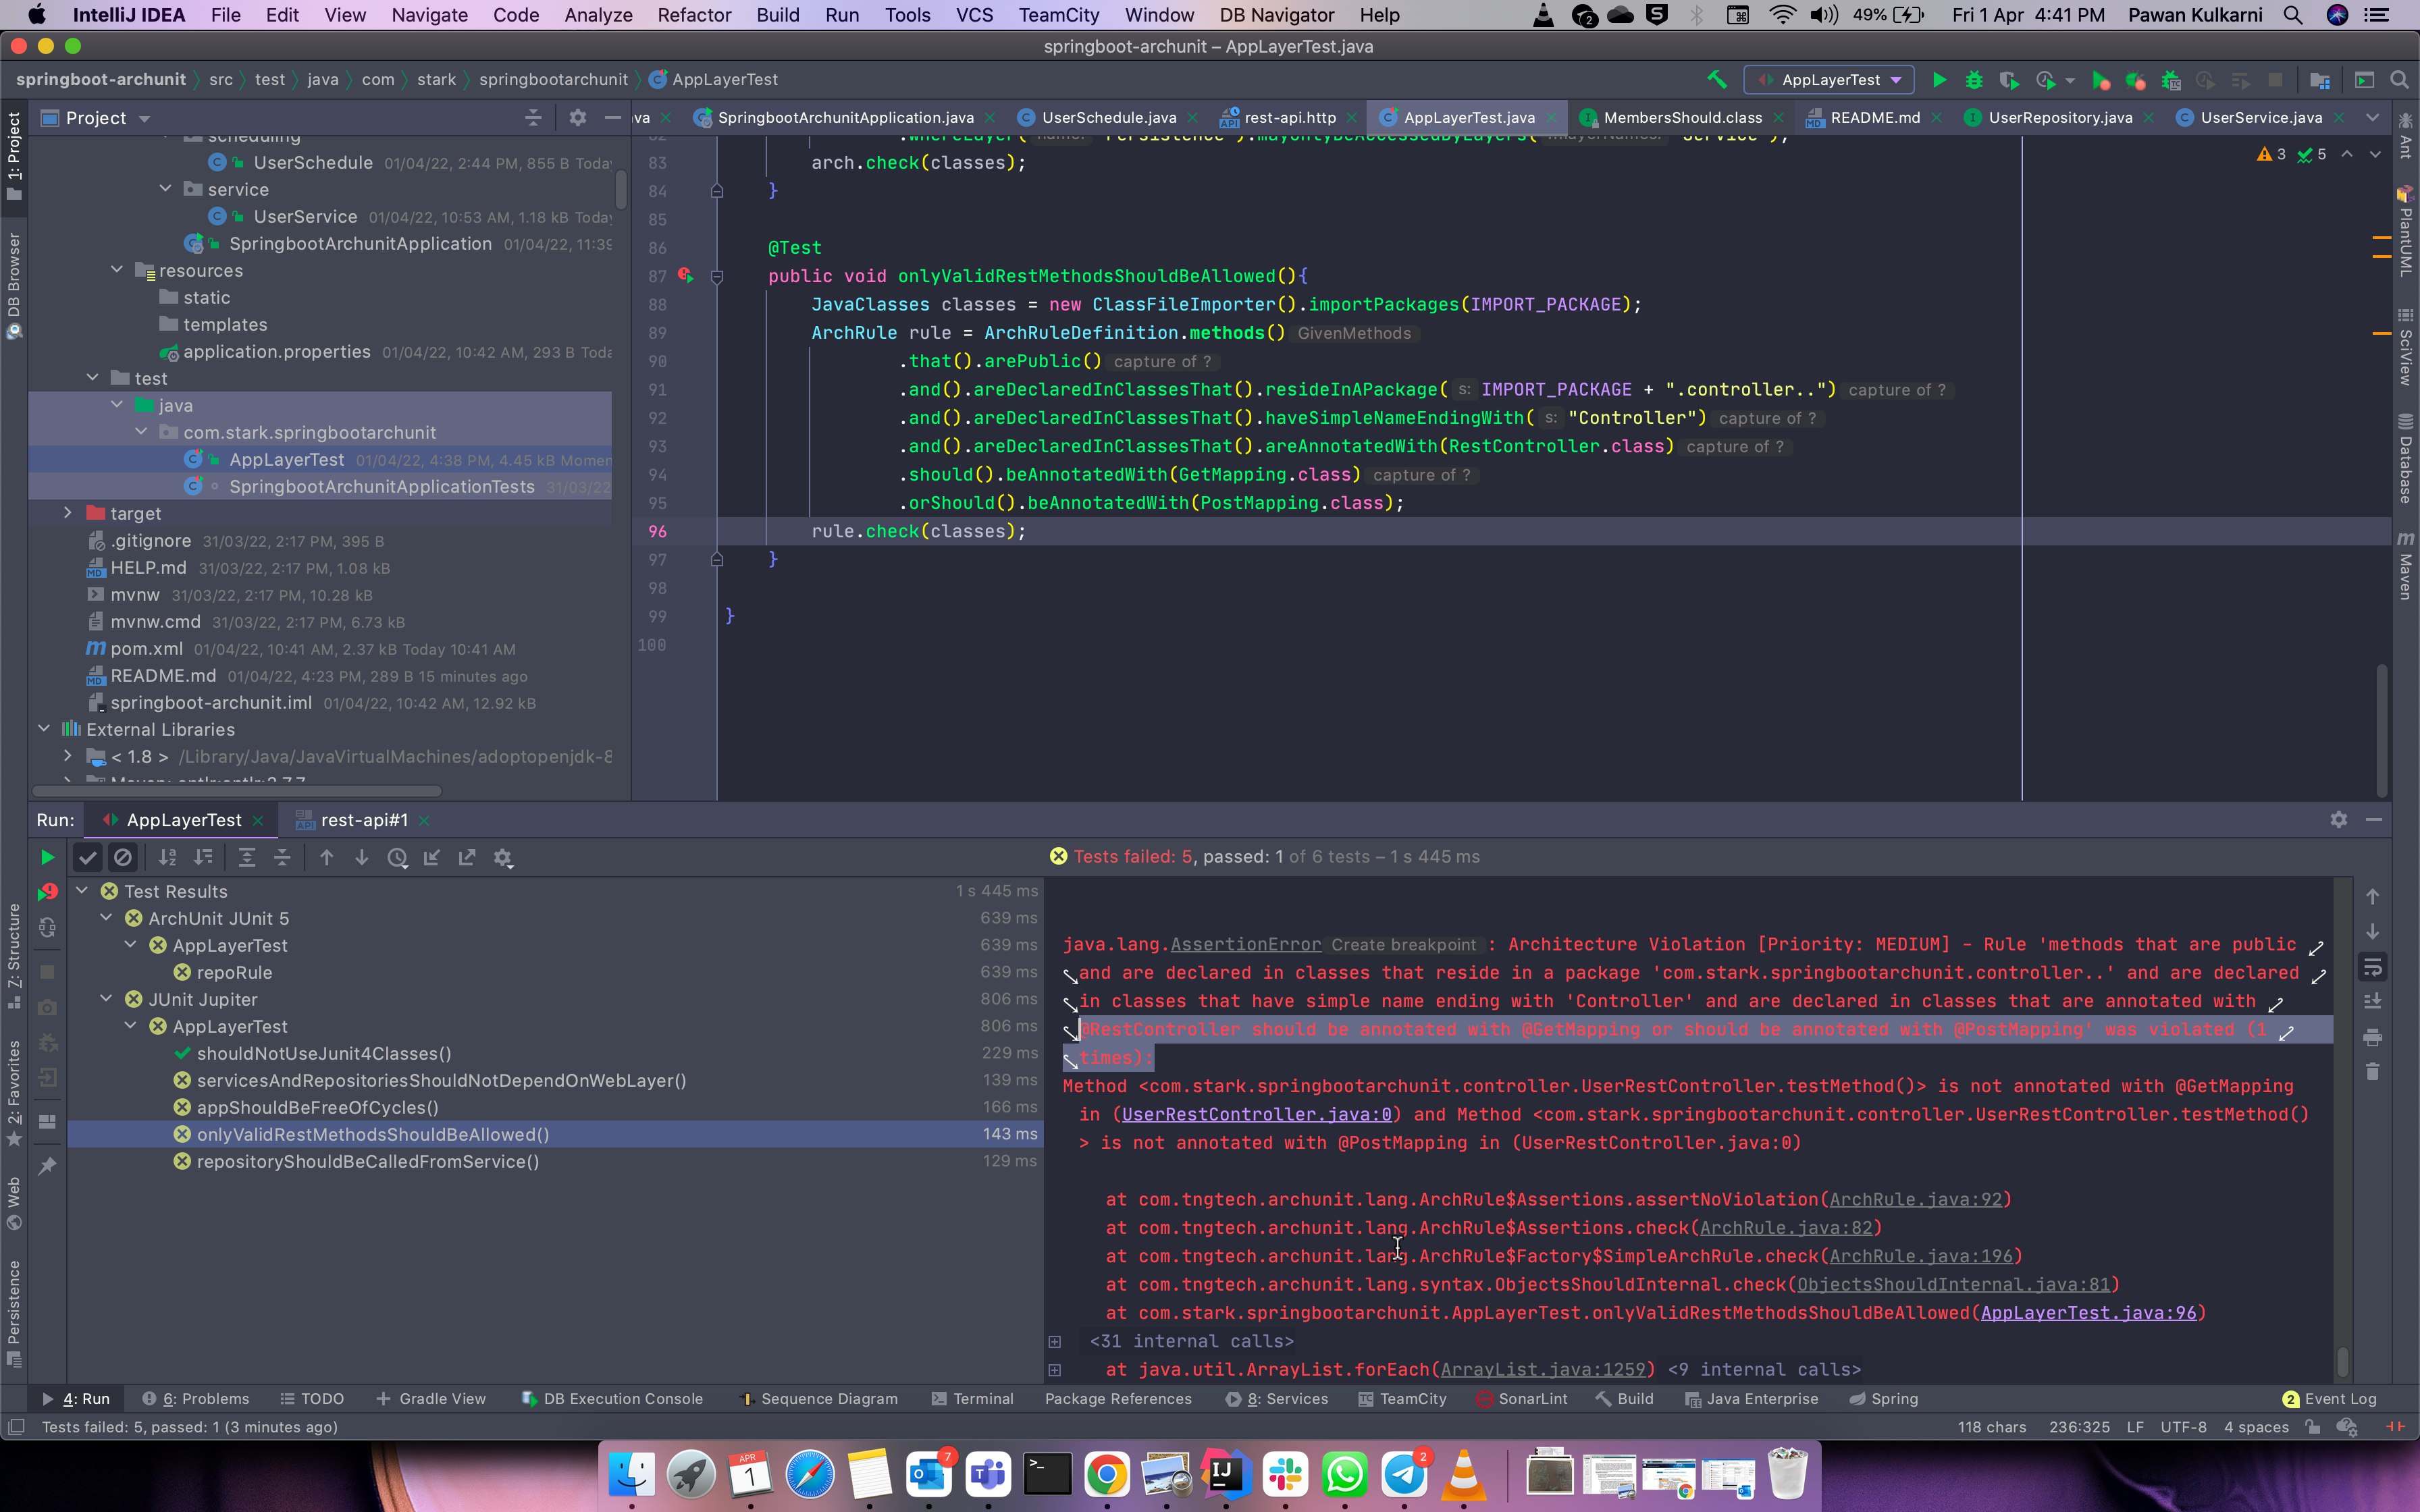 IntelliJ IDEA File Edit View Navigate Code Analyze Refactor Build Run Tools VCS TeamCity Window DB Navigator Help 2 S 49% Fri 1 Apr 4:41 PM Pawan Kulkarni
springboot-archunit – AppLayerTest.java
springboot-archunit src test java com stark springbootarchunit AppLayerTest AppLayerTest
Project
va SpringbootArchunitApplication.java UserSchedule.java rest-api.http AppLayerTest.java MembersShould.class README.md UserRepository.java UserService.java
1: Project
DB Browser
Z: Structure
2: Favorites
Web
Persistence
Ant
PlantUML
SciView
Database
Maven
scheduling
UserSchedule 01/04/22, 2:44 PM, 855 B Today
service
UserService 01/04/22, 10:53 AM, 1.18 kB Today
SpringbootArchunitApplication 01/04/22, 11:39
resources
static
templates
application.properties 01/04/22, 10:42 AM, 293 B Toda
test
java
com.stark.springbootarchunit
AppLayerTest 01/04/22, 4:38 PM, 4.45 kB Momen
SpringbootArchunitApplicationTests 31/03/22
target
.gitignore 31/03/22, 2:17 PM, 395 B
HELP.md 31/03/22, 2:17 PM, 1.08 kB
mvnw 31/03/22, 2:17 PM, 10.28 kB
mvnw.cmd 31/03/22, 2:17 PM, 6.73 kB
pom.xml 01/04/22, 10:41 AM, 2.37 kB Today 10:41 AM
README.md 01/04/22, 4:23 PM, 289 B 15 minutes ago
springboot-archunit.iml 01/04/22, 10:42 AM, 12.92 kB
External Libraries
< 1.8 > /Library/Java/JavaVirtualMachines/adoptopenjdk-8
3 5
83 arch.check(classes);
84 }
85
86 @Test
87 public void onlyValidRestMethodsShouldBeAllowed(){
88 JavaClasses classes = new ClassFileImporter().importPackages(IMPORT_PACKAGE);
89 ArchRule rule = ArchRuleDefinition.methods() GivenMethods
90 .that().arePublic() capture of ?
91 .and().areDeclaredInClassesThat().resideInAPackage( s: IMPORT_PACKAGE + ".controller..") capture of ?
92 .and().areDeclaredInClassesThat().haveSimpleNameEndingWith( s: "Controller") capture of ?
93 .and().areDeclaredInClassesThat().areAnnotatedWith(RestController.class) capture of ?
94 .should().beAnnotatedWith(GetMapping.class) capture of ?
95 .orShould().beAnnotatedWith(PostMapping.class);
96 rule.check(classes);
97 }
98
99 }
100
Run: AppLayerTest rest-api#1
Tests failed: 5, passed: 1 of 6 tests – 1 s 445 ms
Test Results 1 s 445 ms
ArchUnit JUnit 5 639 ms
AppLayerTest 639 ms
repoRule 639 ms
JUnit Jupiter 806 ms
AppLayerTest 806 ms
shouldNotUseJunit4Classes() 229 ms
servicesAndRepositoriesShouldNotDependOnWebLayer() 139 ms
appShouldBeFreeOfCycles() 166 ms
onlyValidRestMethodsShouldBeAllowed() 143 ms
repositoryShouldBeCalledFromService() 129 ms
java.lang.AssertionError Create breakpoint : Architecture Violation [Priority: MEDIUM] - Rule 'methods that are public
and are declared in classes that reside in a package 'com.stark.springbootarchunit.controller..' and are declared
in classes that have simple name ending with 'Controller' and are declared in classes that are annotated with
@RestController should be annotated with @GetMapping or should be annotated with @PostMapping' was violated (1
times):
Method <com.stark.springbootarchunit.controller.UserRestController.testMethod()> is not annotated with @GetMapping
in (UserRestController.java:0) and Method <com.stark.springbootarchunit.controller.UserRestController.testMethod()
> is not annotated with @PostMapping in (UserRestController.java:0)
at com.tngtech.archunit.lang.ArchRule$Assertions.assertNoViolation(ArchRule.java:92)
at com.tngtech.archunit.lang.ArchRule$Assertions.check(ArchRule.java:82)
at com.tngtech.archunit.lang.ArchRule$Factory$SimpleArchRule.check(ArchRule.java:196)
at com.tngtech.archunit.lang.syntax.ObjectsShouldInternal.check(ObjectsShouldInternal.java:81)
at com.stark.springbootarchunit.AppLayerTest.onlyValidRestMethodsShouldBeAllowed(AppLayerTest.java:96)
<31 internal calls>
at java.util.ArrayList.forEach(ArrayList.java:1259) <9 internal calls>
4: Run 6: Problems TODO Gradle View DB Execution Console Sequence Diagram Terminal Package References 8: Services TeamCity SonarLint Build Java Enterprise Spring 2 Event Log
Tests failed: 5, passed: 1 (3 minutes ago) 118 chars 236:325 LF UTF-8 4 spaces
APR 1 7 IJ 2